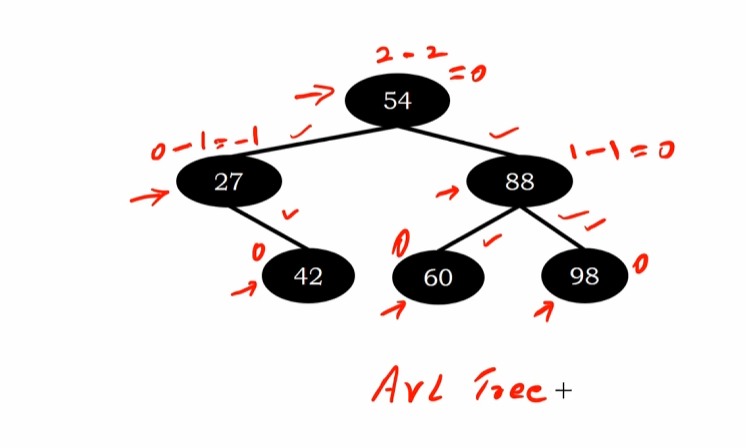 2 - 2
= 0
54
0 - 1 = -1
1 - 1 = 0
27
88
0
0
0
42
60
98
AVL Tree